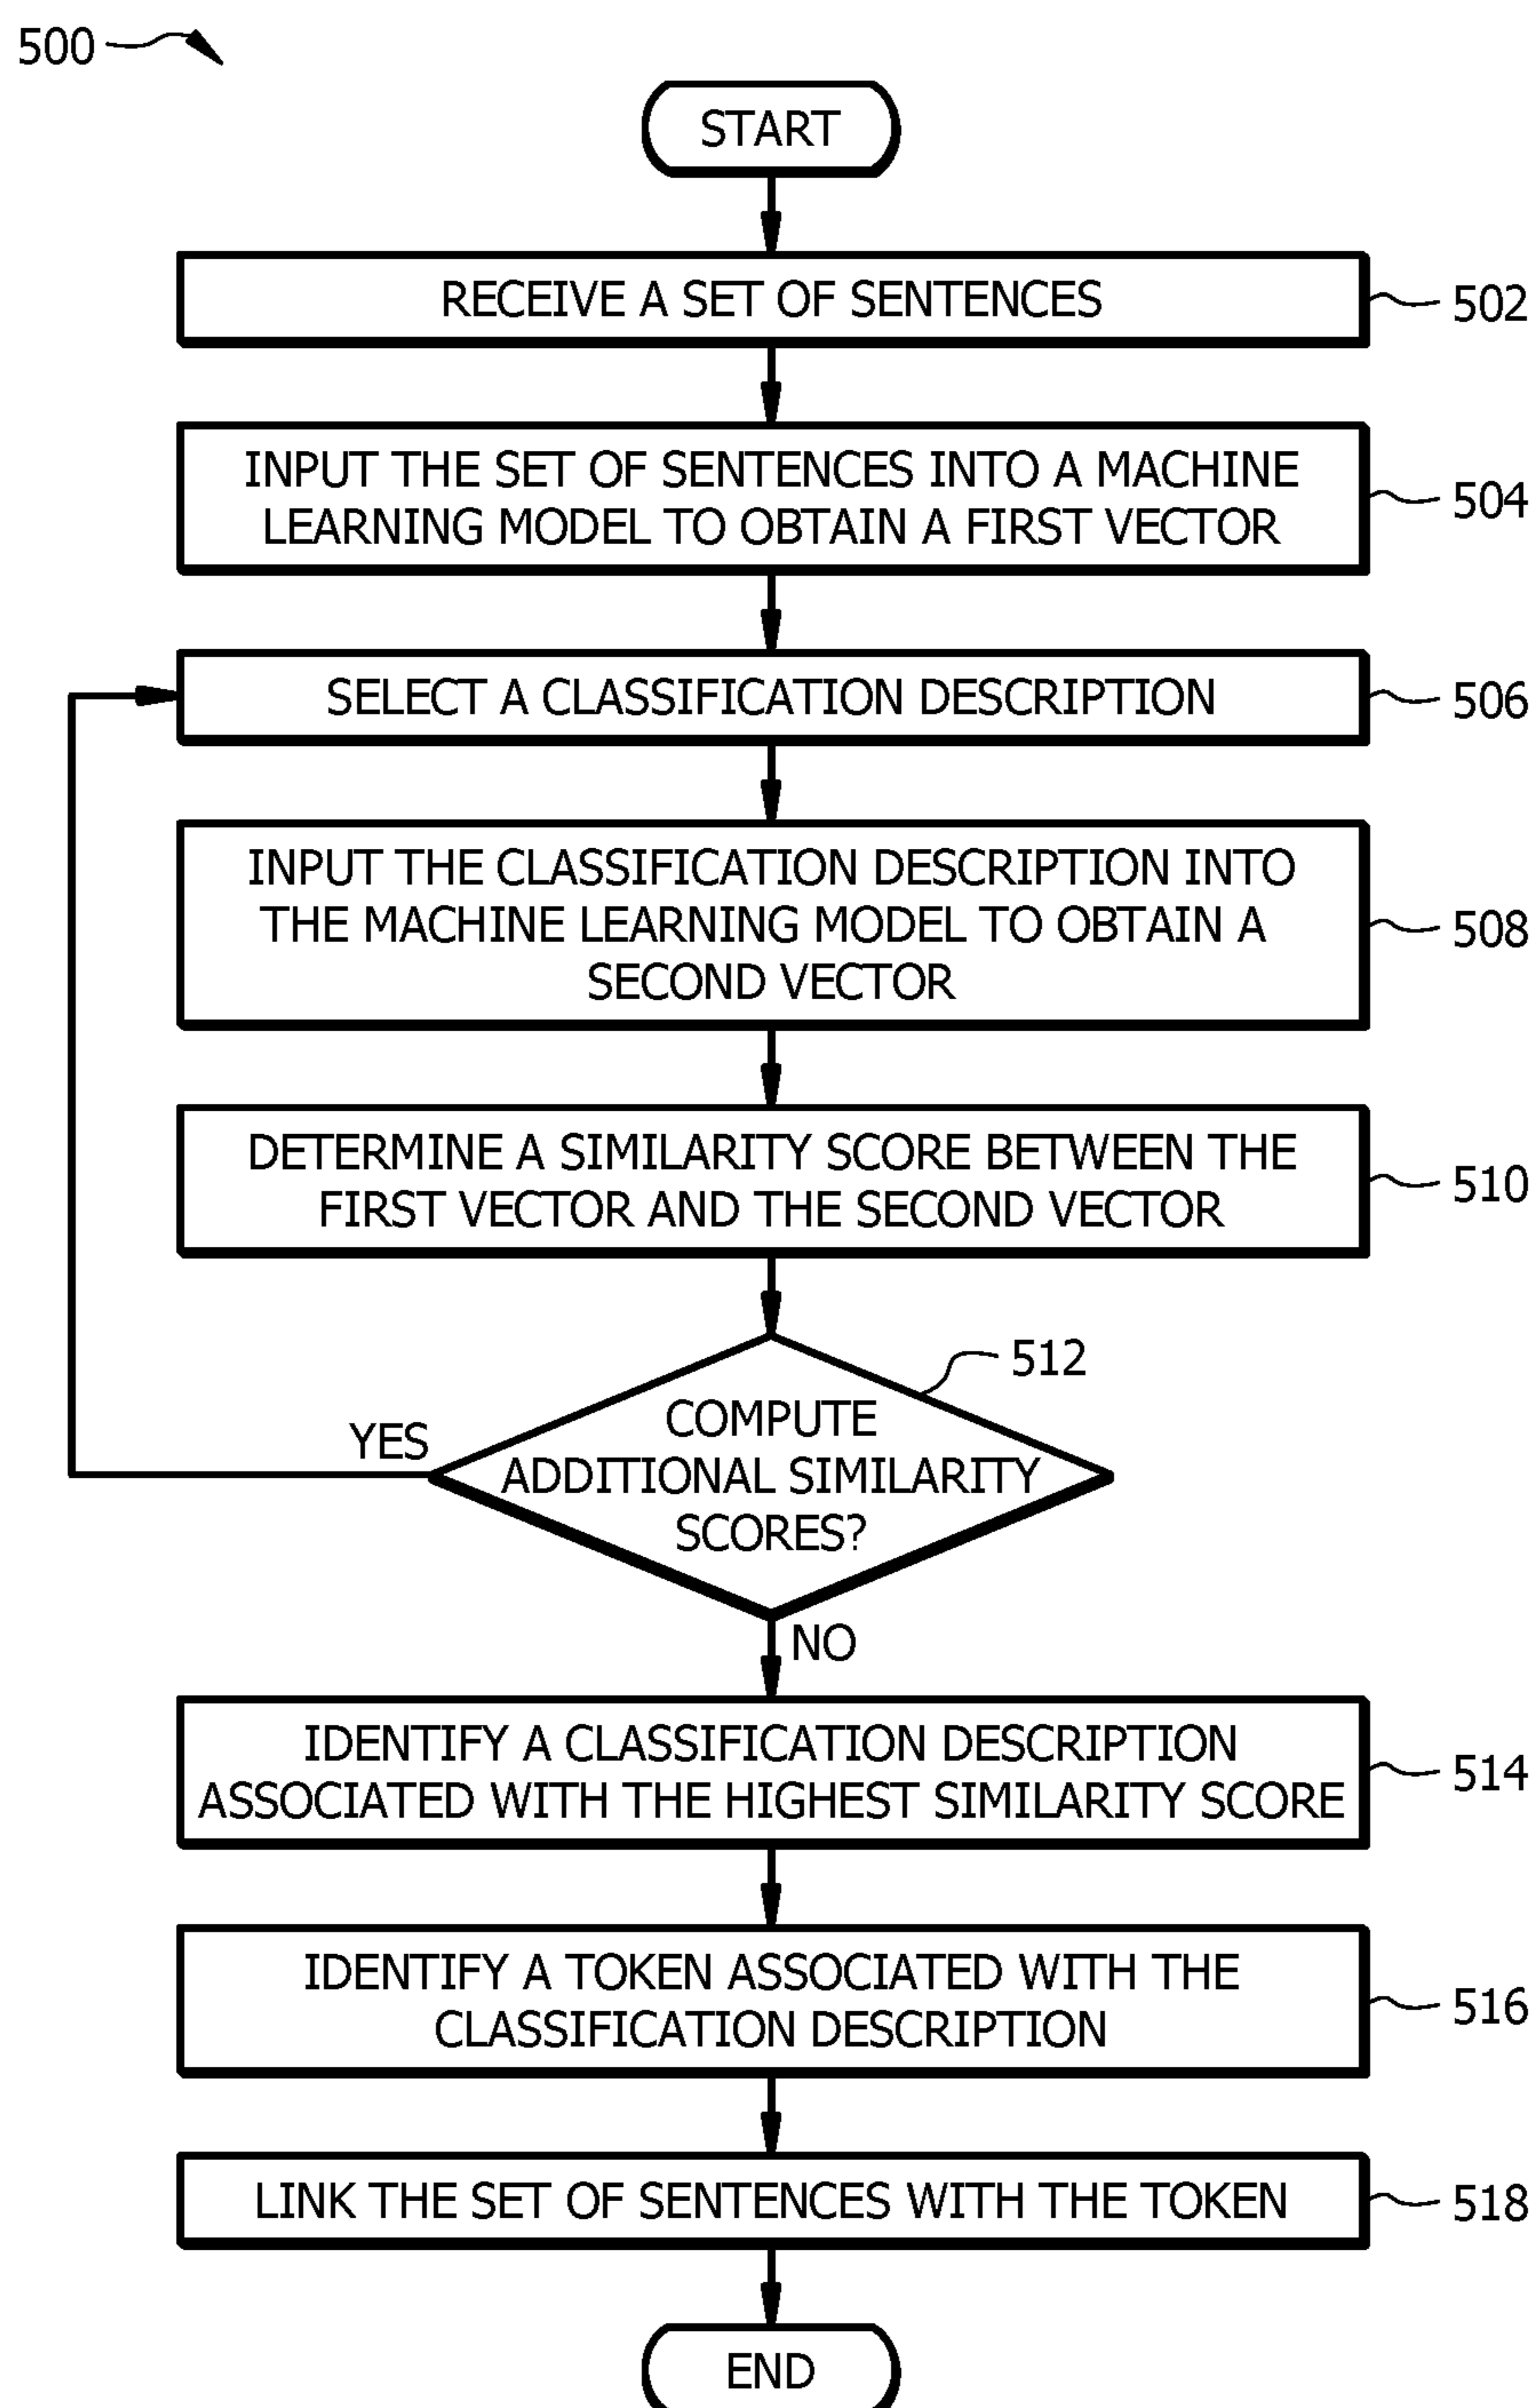 500
START
RECEIVE A SET OF SENTENCES
502
INPUT THE SET OF SENTENCES INTO A MACHINE
LEARNING MODEL TO OBTAIN A FIRST VECTOR
504
SELECT A CLASSIFICATION DESCRIPTION
506
INPUT THE CLASSIFICATION DESCRIPTION INTO
THE MACHINE LEARNING MODEL TO OBTAIN A
SECOND VECTOR
508
DETERMINE A SIMILARITY SCORE BETWEEN THE
FIRST VECTOR AND THE SECOND VECTOR
510
512
COMPUTE
ADDITIONAL SIMILARITY
SCORES?
YES
NO
IDENTIFY A CLASSIFICATION DESCRIPTION
ASSOCIATED WITH THE HIGHEST SIMILARITY SCORE
514
IDENTIFY A TOKEN ASSOCIATED WITH THE
CLASSIFICATION DESCRIPTION
516
LINK THE SET OF SENTENCES WITH THE TOKEN
518
END